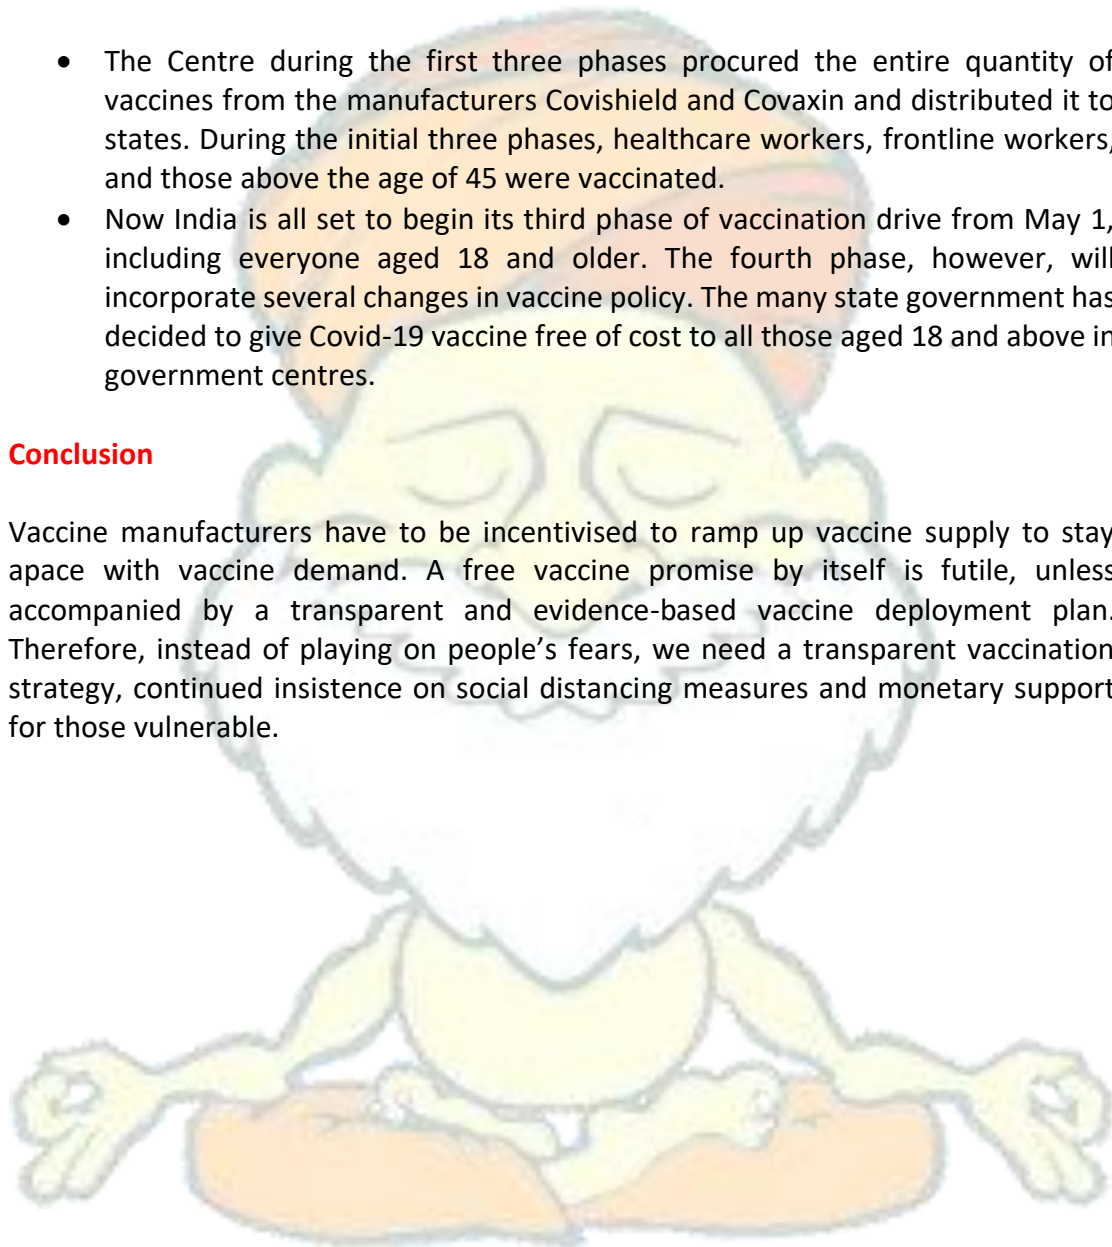 • The Centre during the first three phases procured the entire quantity of
vaccines from the manufacturers Covishield and Covaxin and distributed it to
states. During the initial three phases, healthcare workers, frontline workers,
and those above the age of 45 were vaccinated.
• Now India is all set to begin its third phase of vaccination drive from May 1,
including everyone aged 18 and older. The fourth phase, however, will
incorporate several changes in vaccine policy. The many state government has
decided to give Covid-19 vaccine free of cost to all those aged 18 and above in
government centres.
Conclusion
Vaccine manufacturers have to be incentivised to ramp up vaccine supply to stay
apace with vaccine demand. A free vaccine promise by itself is futile, unless
accompanied by a transparent and evidence-based vaccine deployment plan.
Therefore, instead of playing on people’s fears, we need a transparent vaccination
strategy, continued insistence on social distancing measures and monetary support
for those vulnerable.